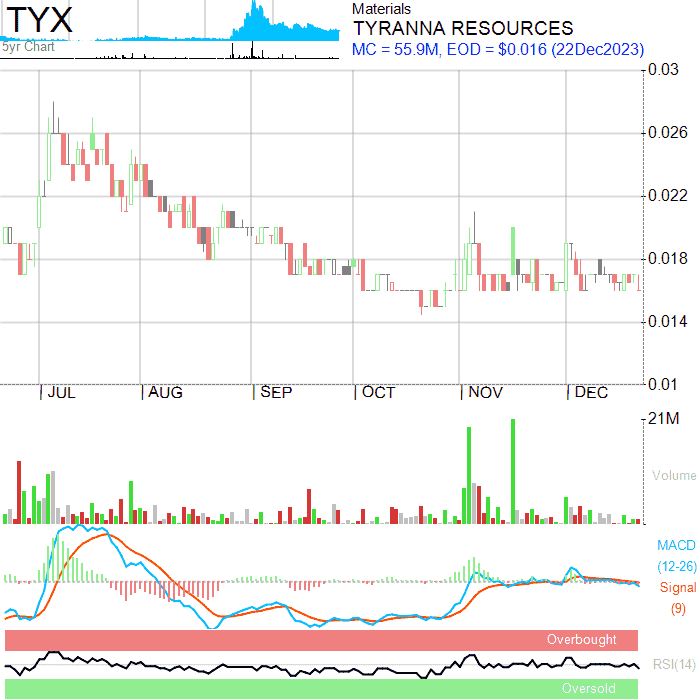 TYX
5yr Chart
Materials
TYRANNA RESOURCES
MC = 55.9M, EOD = $0.016 (22Dec2023)
0.03
0.026
0.022
0.018
0.014
0.01
JUL AUG SEP OCT NOV DEC
21M
Volume
MACD
(12-26)
Signal
(9)
Overbought
RSI(14)
Oversold